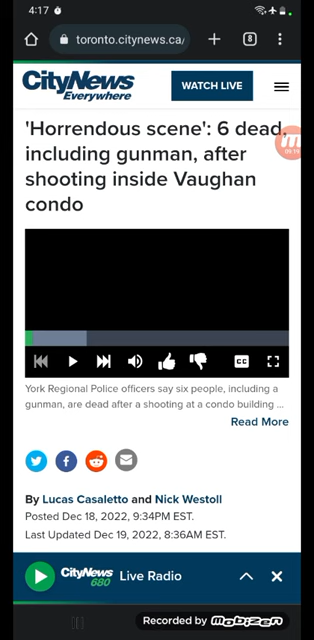 4:17
toronto.citynews.ca/
8
CityNews
Everywhere
WATCH LIVE
'Horrendous scene': 6 dead,
including gunman, after
shooting inside Vaughan
condo
CC
York Regional Police officers say six people, including a
gunman, are dead after a shooting at a condo building ...
Read More
By Lucas Casaletto and Nick Westoll
Posted Dec 18, 2022, 9:34PM EST.
Last Updated Dec 19, 2022, 8:36AM EST.
CityNews
680
Live Radio
Recorded by Mobizen